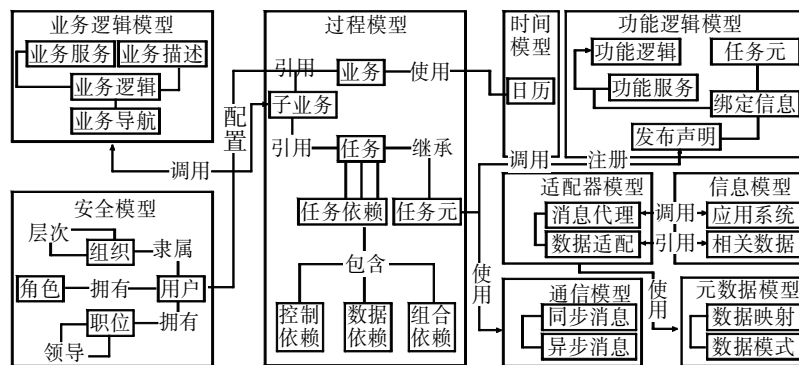 业务逻辑模型
业务服务
业务描述
业务逻辑
业务导航
调用
配置
安全模型
层次
组织
隶属
角色
拥有
用户
职位
拥有
领导
过程模型
引用
业务
使用
子业务
引用
任务
继承
任务依赖
任务元
包含
控制
依赖
数据
依赖
组合
依赖
时间
模型
日历
功能逻辑模型
功能逻辑
任务元
功能服务
绑定信息
发布声明
调用
注册
适配器模型
消息代理
数据适配
调用
引用
信息模型
应用系统
相关数据
使用
通信模型
同步消息
异步消息
使用
元数据模型
数据映射
数据模式